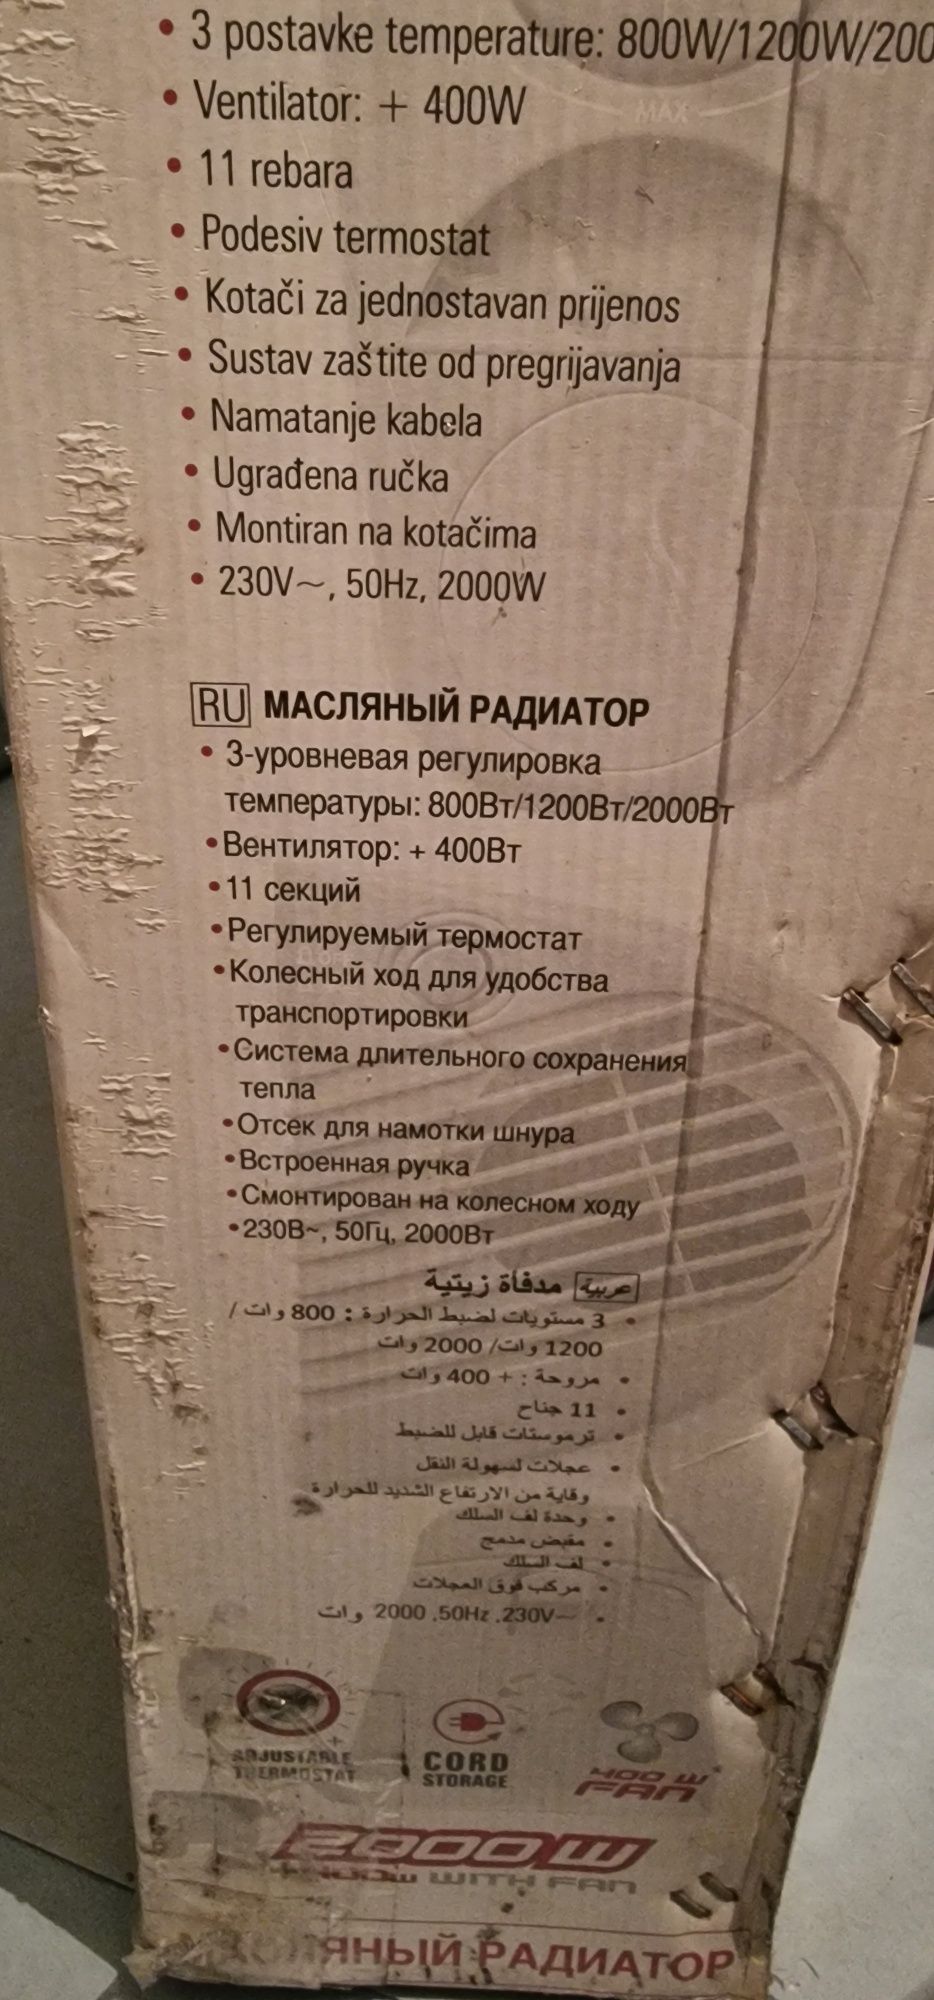 • 3 postavke temperature: 800W/1200W/200
• Ventilator: + 400W
MAX
• 11 rebara
• Podesiv termostat
• Kotači za jednostavan prijenos
• Sustav zaštite od pregrijavanja
• Namatanje kabela
• Ugrađena ručka
• Montiran na kotačima
• 230V~, 50Hz, 2000W
RU МАСЛЯНЫЙ РАДИАТОР
• 3-уровневая регулировка
температуры: 800Вт/1200Вт/2000Вт
• Вентилятор: + 400Вт
• 11 секций
• Регулируемый термостат
• Колесный ход для удобства
транспортировки
• Система длительного сохранения
тепла
• Отсек для намотки шнура
• Встроенная ручка
• Смонтирован на колесном ходу
• 230В~, 50Гц, 2000Вт
عربية مدفأة زيتية
• 3 مستويات لضبط الحرارة : 800 وات /
1200 وات/ 2000 وات
• مروحة : + 400 وات
• 11 جناح
• ترموستات قابل للضبط
• عجلات لسهولة النقل
وقاية من الارتفاع الشديد للحرارة
• وحدة لف السلك
• مقبض مدمج
• لف السلك
• مركب فوق العجلات
• ~230V, 50Hz, 2000 وات
ADJUSTABLE
THERMOSTAT
CORD
STORAGE
400 W
FAN
2000W
+400W WITH FAN
ЯНЫЙ РАДИАТОР